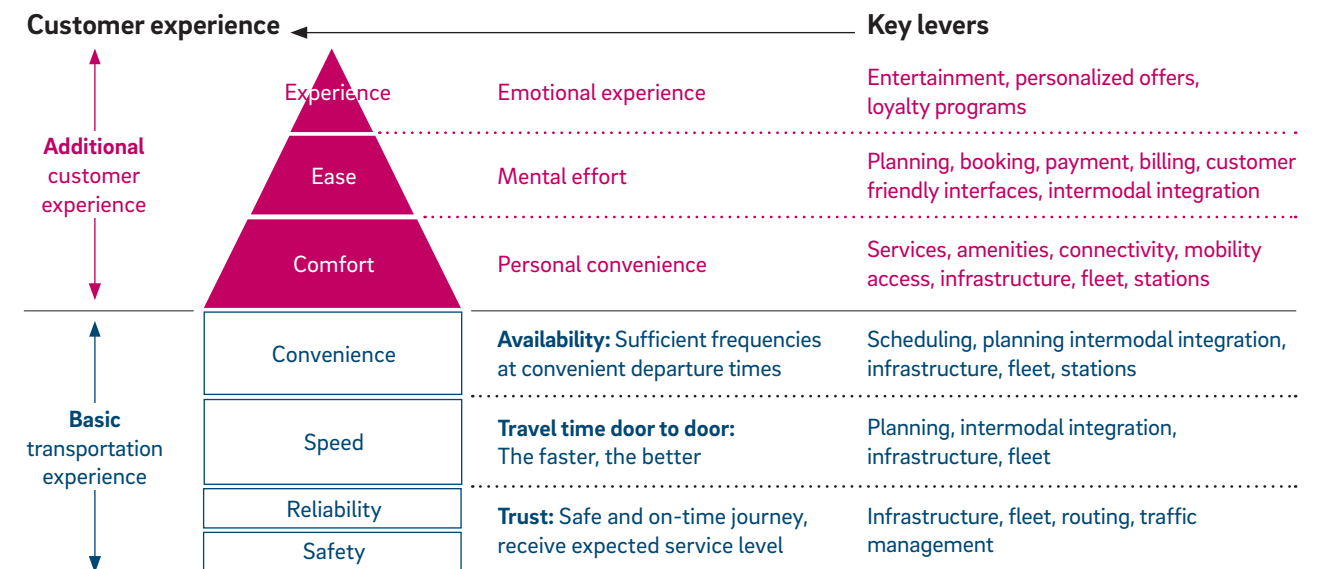 Customer experience
Key levers
Additional
customer
experience
Experience
Emotional experience
Entertainment, personalized offers,
loyalty programs
Ease
Mental effort
Planning, booking, payment, billing, customer
friendly interfaces, intermodal integration
Comfort
Personal convenience
Services, amenities, connectivity, mobility
access, infrastructure, fleet, stations
Basic
transportation
experience
Convenience
Availability: Sufficient frequencies
at convenient departure times
Scheduling, planning intermodal integration,
infrastructure, fleet, stations
Speed
Travel time door to door:
The faster, the better
Planning, intermodal integration,
infrastructure, fleet
Reliability
Safety
Trust: Safe and on-time journey,
receive expected service level
Infrastructure, fleet, routing, traffic
management